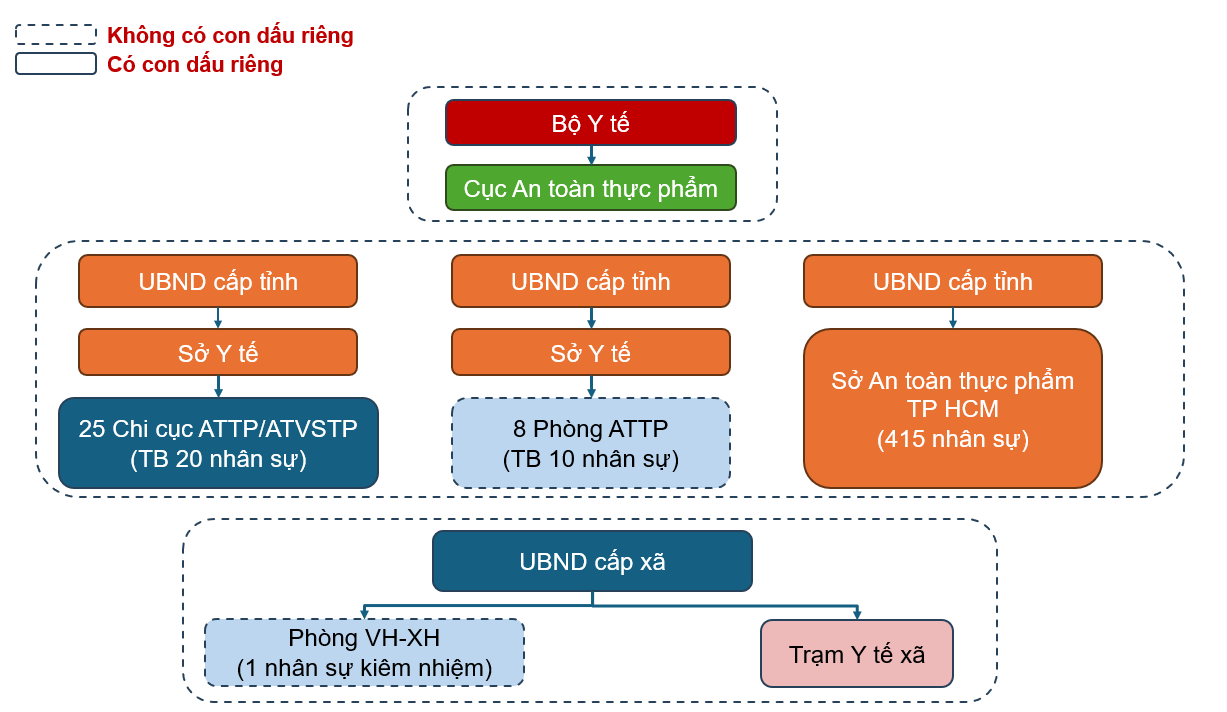 Không có con dấu riêng
Có con dấu riêng
Bộ Y tế
Cục An toàn thực phẩm
UBND cấp tỉnh
Sở Y tế
25 Chi cục ATTP/ATVSTP
(TB 20 nhân sự)
UBND cấp tỉnh
Sở Y tế
8 Phòng ATTP
(TB 10 nhân sự)
UBND cấp tỉnh
Sở An toàn thực phẩm
TP HCM
(415 nhân sự)
UBND cấp xã
Phòng VH-XH
(1 nhân sự kiêm nhiệm)
Trạm Y tế xã